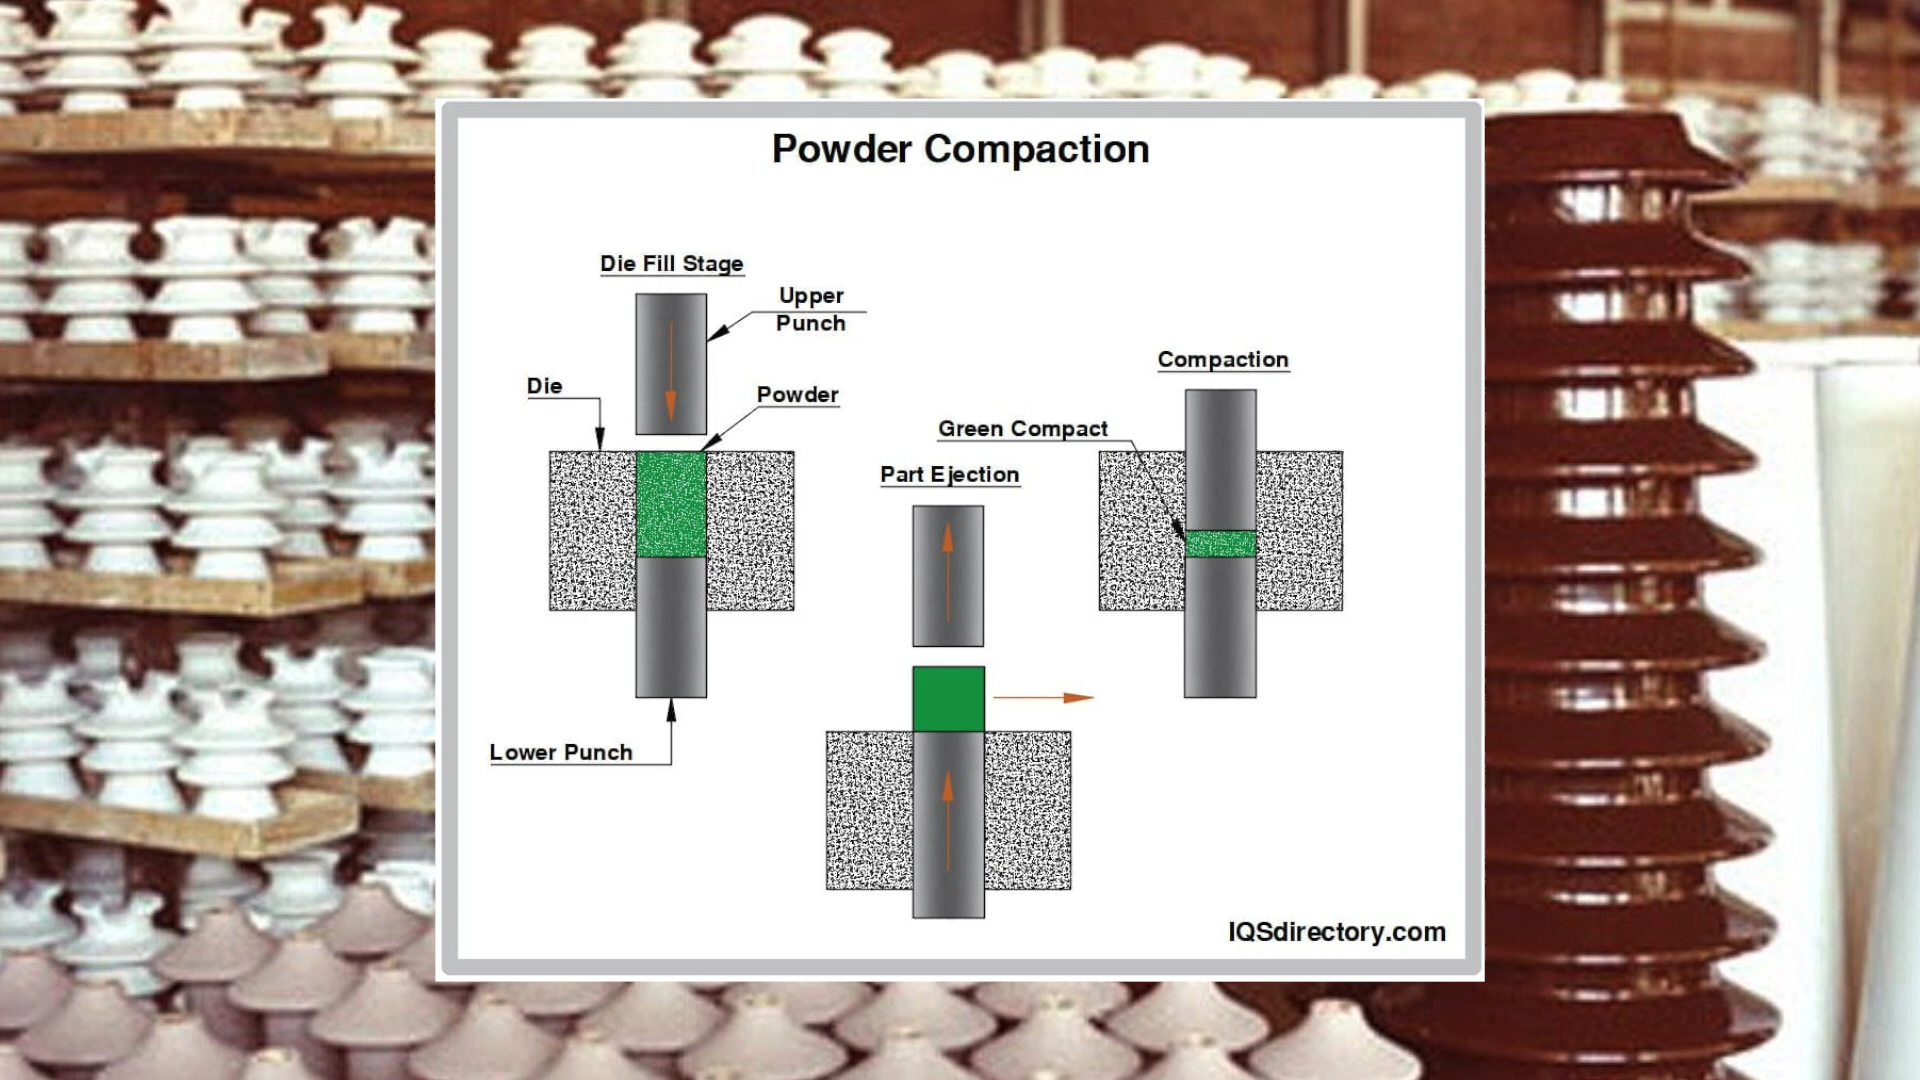 Powder Compaction
Die Fill Stage
Upper
Punch
Die
Powder
Lower Punch
Part Ejection
Compaction
Green Compact
IQSdirectory.com